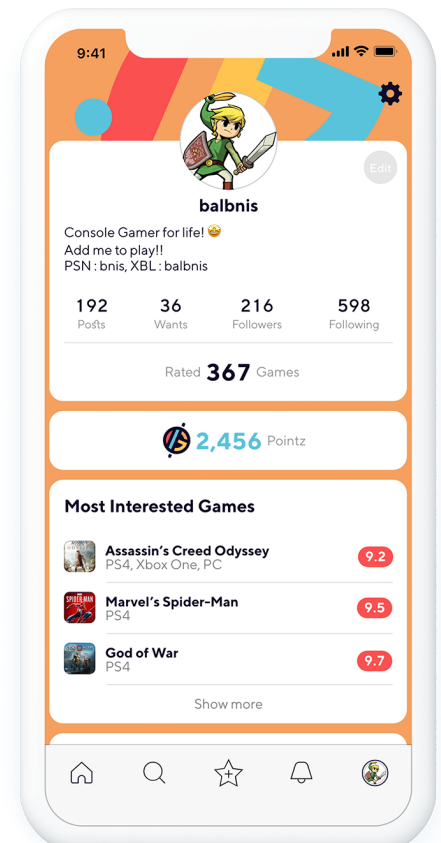 9:41
Edit
balbnis
Console Gamer for life! 🤩
Add me to play!!
PSN : bnis, XBL : balbnis
192 36 216 598
Posts Wants Followers Following
Rated 367 Games
2,456 Pointz
Most Interested Games
Assassin's Creed Odyssey
PS4, Xbox One, PC
9.2
SPIDER-MAN
Marvel's Spider-Man
PS4
9.5
God of War
PS4
9.7
Show more